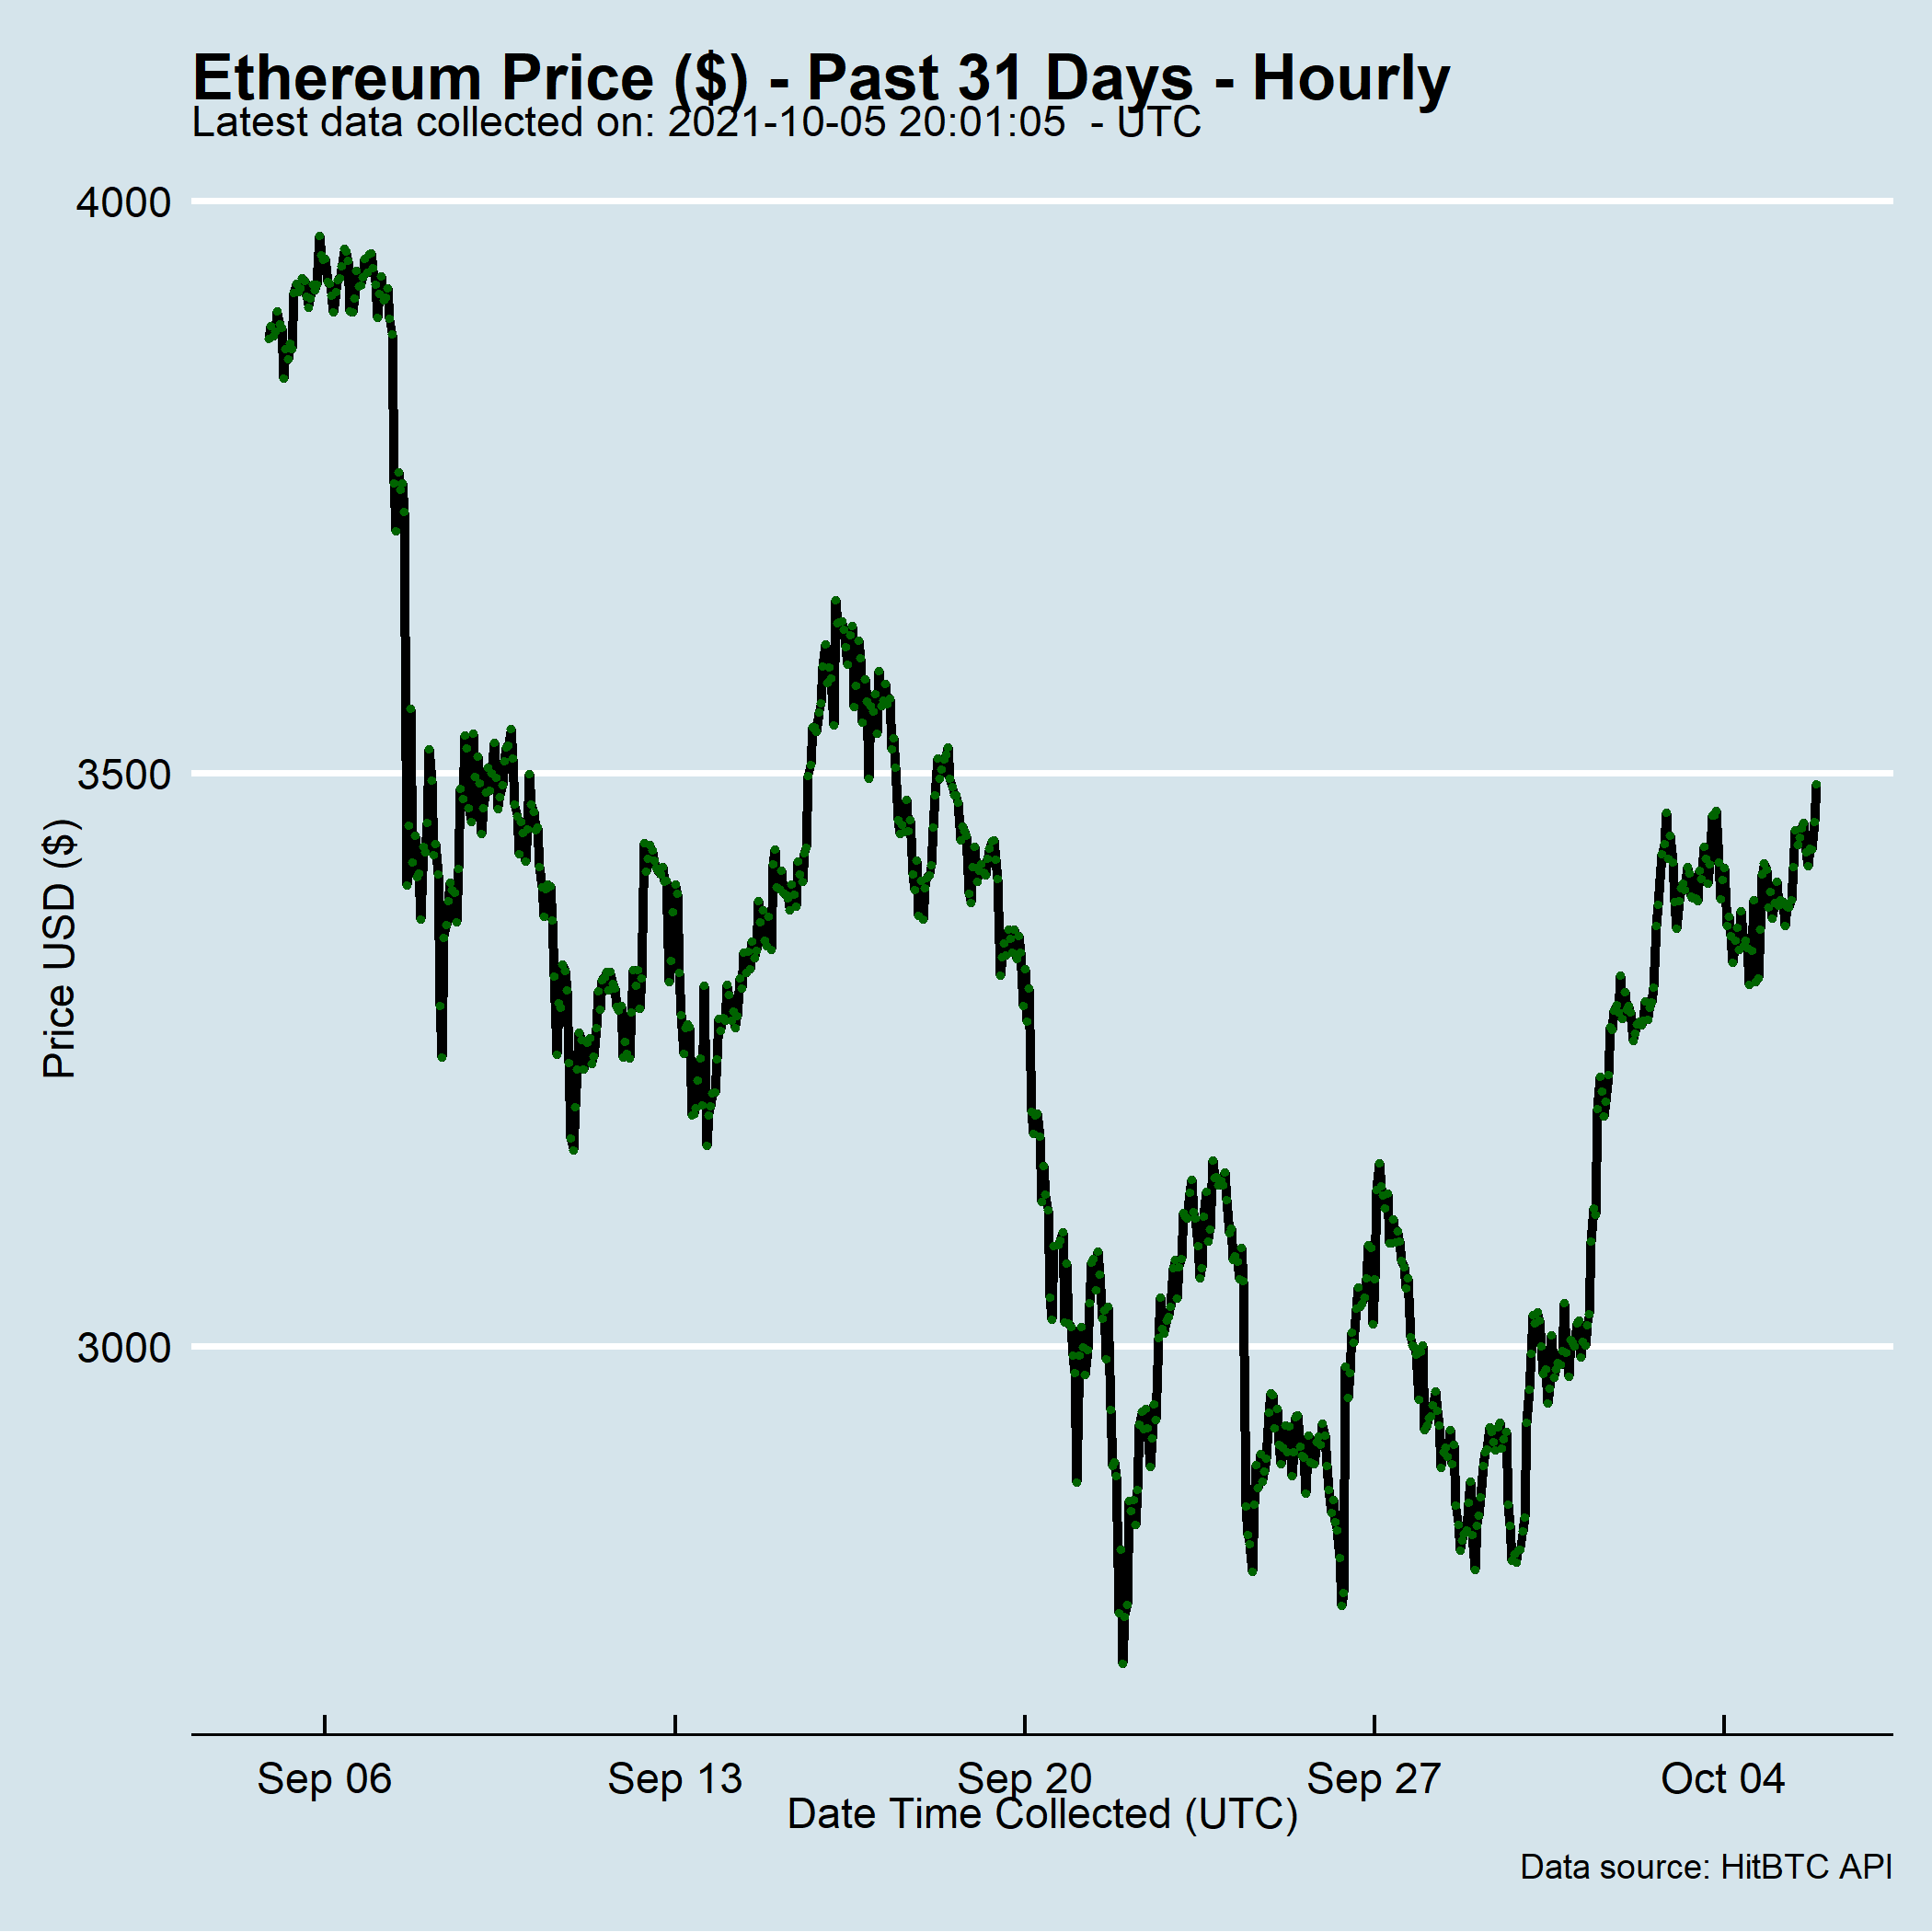 Ethereum Price ($) - Past 31 Days - Hourly
Latest data collected on: 2021-10-05 20:01:05  - UTC
4000
3500
3000
Price USD ($)
Sep 06
Sep 13
Sep 20
Sep 27
Oct 04
Date Time Collected (UTC)
Data source: HitBTC API